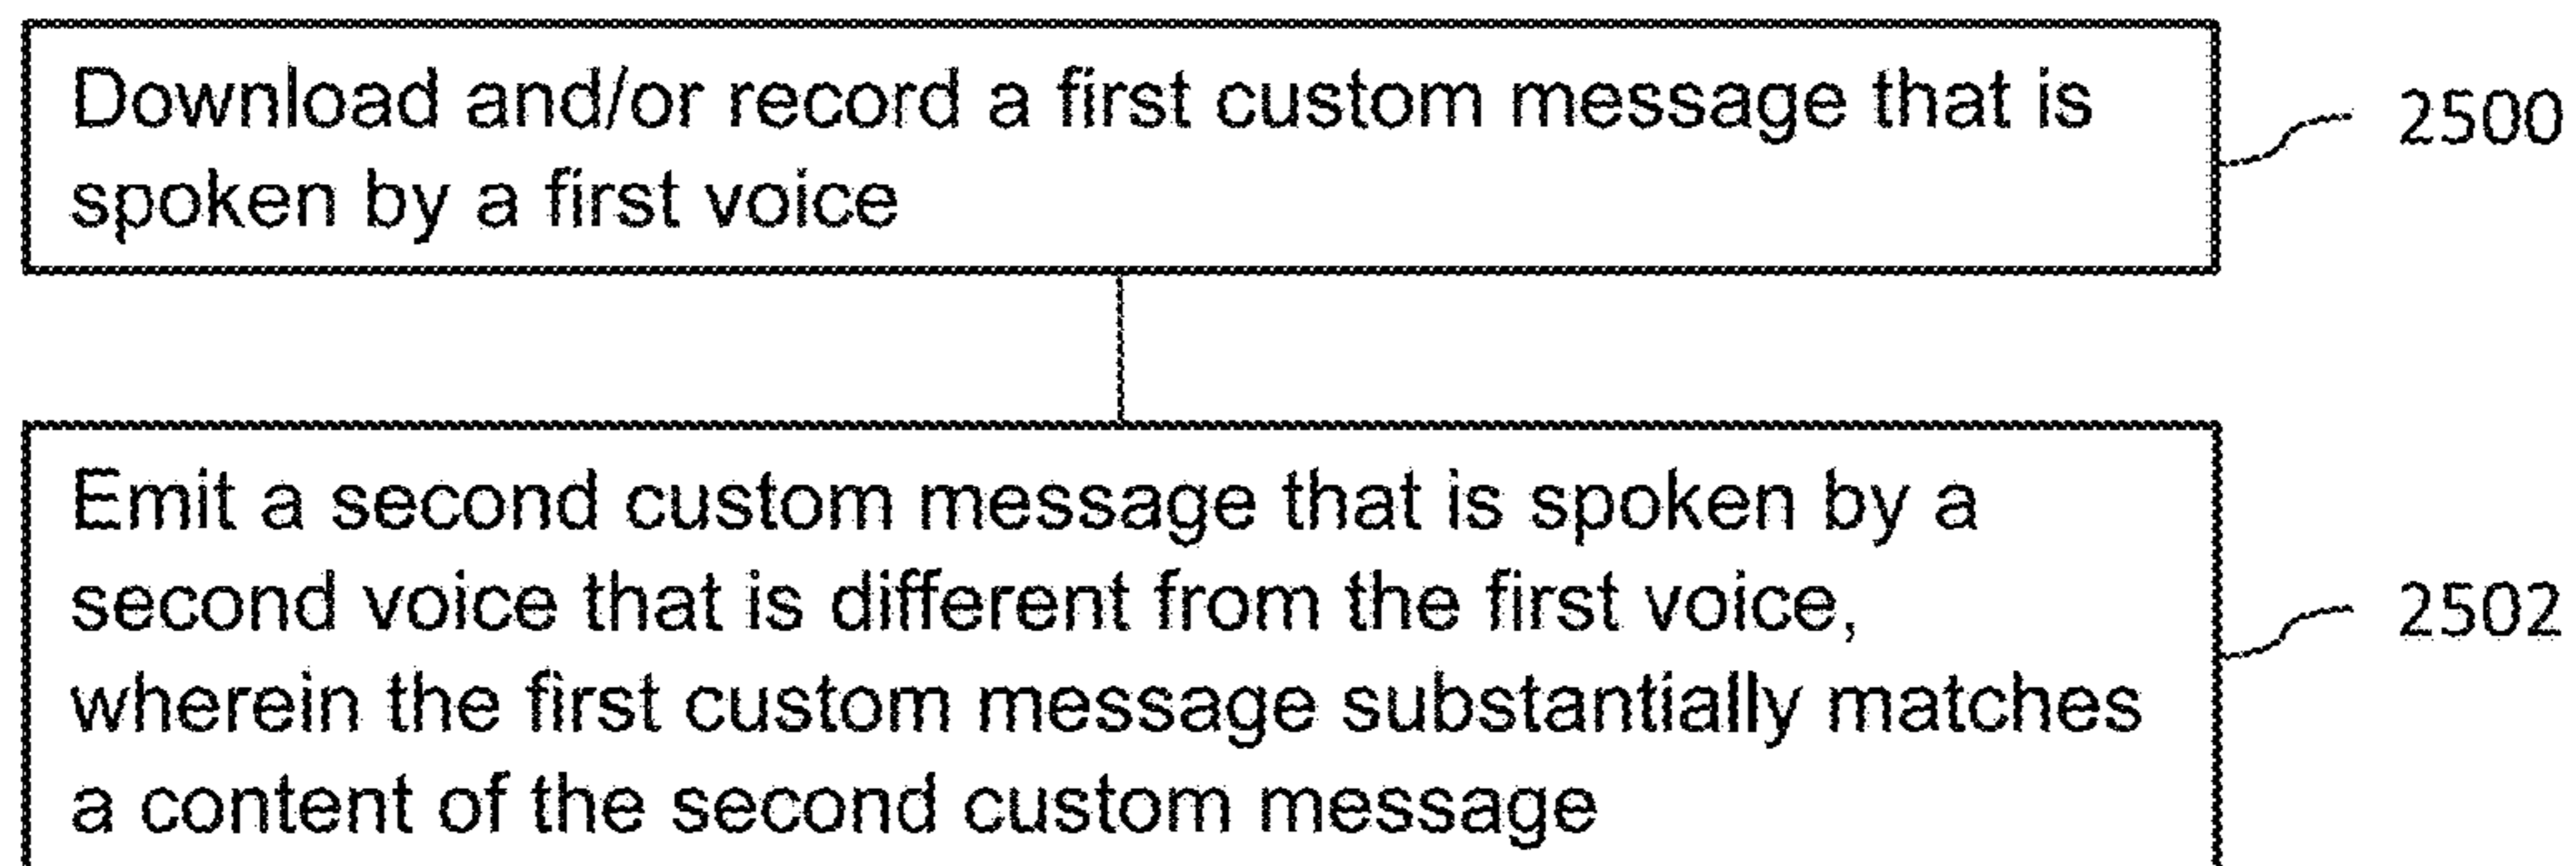 Download and/or record a first custom message that is
spoken by a first voice
2500
Emit a second custom message that is spoken by a
second voice that is different from the first voice,
wherein the first custom message substantially matches
a content of the second custom message
2502